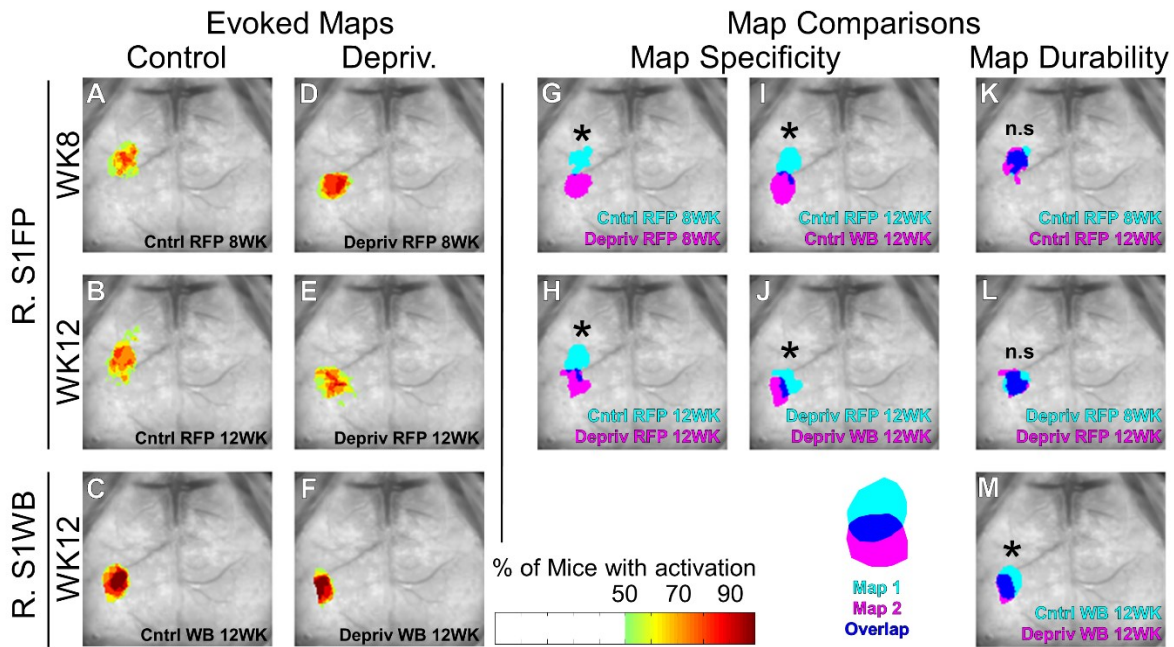 Evoked Maps
Map Comparisons
Control
Depriv.
Map Specificity
Map Durability
R. S1FP
WK8
A
Cntrl RFP 8WK
D
Depriv RFP 8WK
G
*
Cntrl RFP 8WK
Depriv RFP 8WK
I
*
Cntrl RFP 12WK
Cntrl WB 12WK
K
n.s
Cntrl RFP 8WK
Cntrl RFP 12WK
WK12
B
Cntrl RFP 12WK
E
Depriv RFP 12WK
H
*
Cntrl RFP 12WK
Depriv RFP 12WK
J
*
Depriv RFP 12WK
Depriv WB 12WK
L
n.s
Depriv RFP 8WK
Depriv RFP 12WK
R. S1WB
WK12
C
Cntrl WB 12WK
F
Depriv WB 12WK
% of Mice with activation
50 70 90
Map 1
Map 2
Overlap
M
*
Cntrl WB 12WK
Depriv WB 12WK